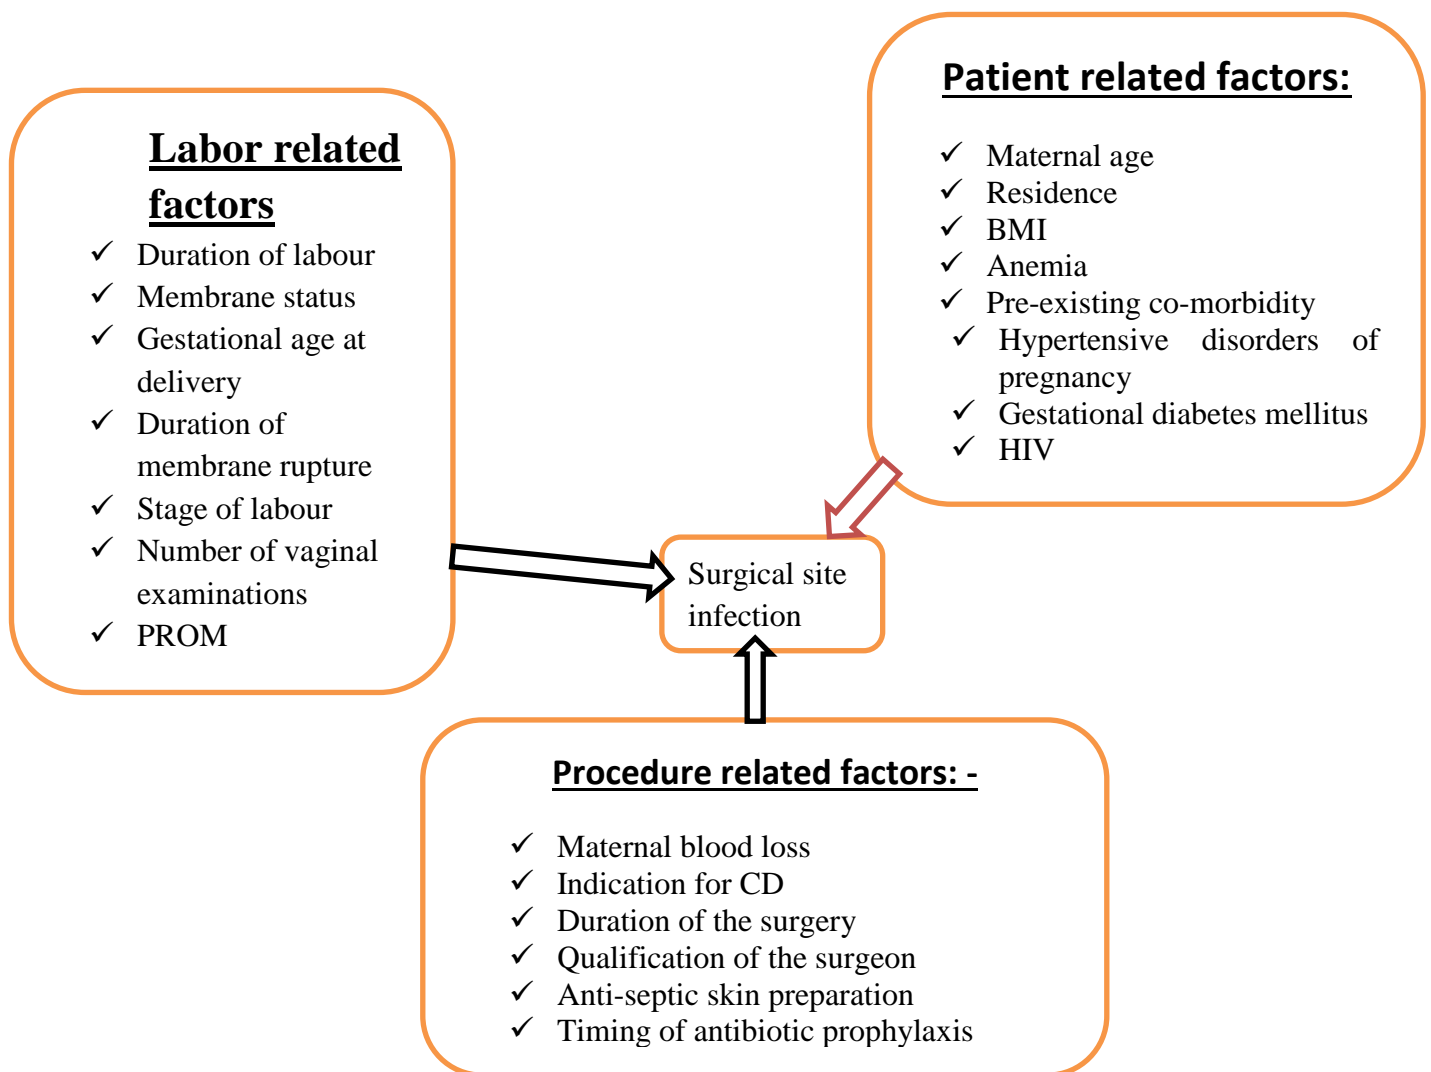 Labor related
factors
✓ Duration of labour
✓ Membrane status
✓ Gestational age at
delivery
✓ Duration of
membrane rupture
✓ Stage of labour
✓ Number of vaginal
examinations
✓ PROM
Patient related factors:
✓ Maternal age
✓ Residence
✓ BMI
✓ Anemia
✓ Pre-existing co-morbidity
✓ Hypertensive disorders of
pregnancy
✓ Gestational diabetes mellitus
✓ HIV
Surgical site
infection
Procedure related factors: -
✓ Maternal blood loss
✓ Indication for CD
✓ Duration of the surgery
✓ Qualification of the surgeon
✓ Anti-septic skin preparation
✓ Timing of antibiotic prophylaxis